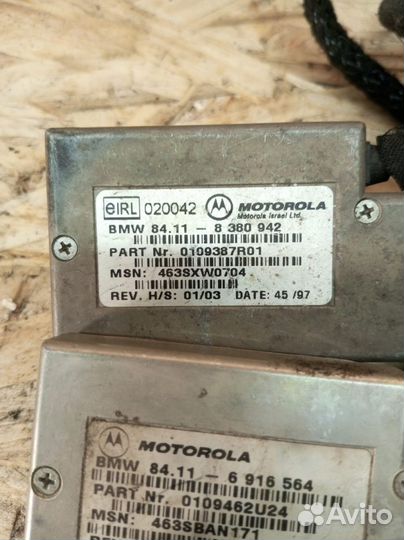 eIRL 020042 MOTOROLA
Motorola Israel Ltd.
BMW 84.11 - 8 380 942
PART Nr. 0109387R01
MSN: 463SXW0704
REV. H/S: 01/03 DATE: 45/97
MOTOROLA
BMW 84.11 - 6 916 564
PART Nr. 0109462U24
MSN: 463SBAN171
Avito